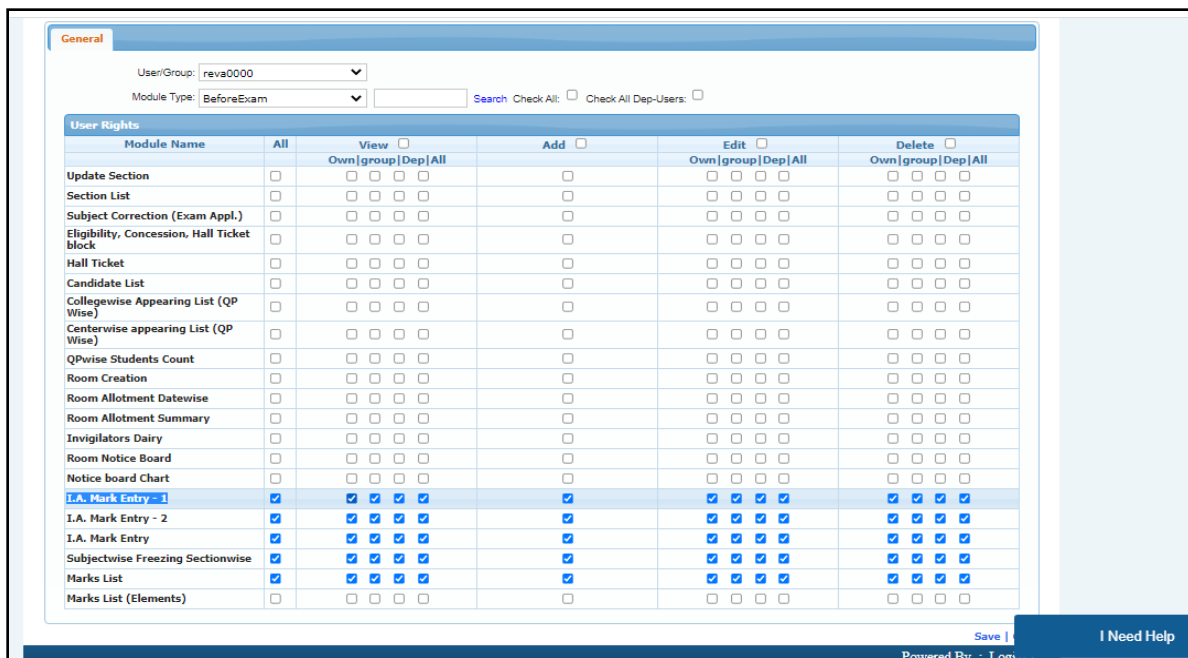 General
User/Group: reva0000
Module Type: BeforeExam Search Check All: Check All Dep-Users:
User Rights
Module Name All View Add Edit Delete
Own|group|Dep|All Own|group|Dep|All Own|group|Dep|All
Update Section
Section List
Subject Correction (Exam Appl.)
Eligibility, Concession, Hall Ticket
block
Hall Ticket
Candidate List
Collegewise Appearing List (QP
Wise)
Centerwise appearing List (QP
Wise)
QPwise Students Count
Room Creation
Room Allotment Datewise
Room Allotment Summary
Invigilators Dairy
Room Notice Board
Notice board Chart
I.A. Mark Entry - 1
I.A. Mark Entry - 2
I.A. Mark Entry
Subjectwise Freezing Sectionwise
Marks List
Marks List (Elements)
Save |
I Need Help
Powered By :